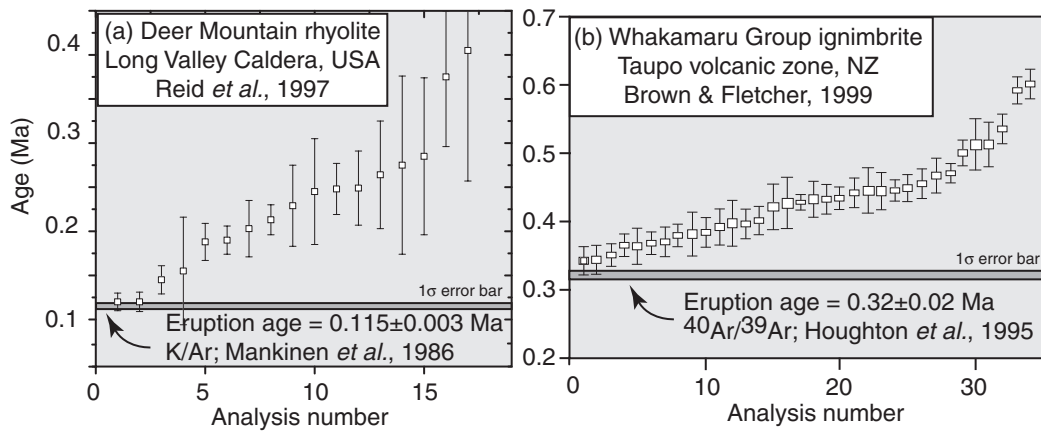 (a) Deer Mountain rhyolite
Long Valley Caldera, USA
Reid et al., 1997
Age (Ma)
0.4
0.3
0.2
0.1
1σ error bar
Eruption age = 0.115±0.003 Ma
K/Ar; Mankinen et al., 1986
0 5 10 15
Analysis number
(b) Whakamaru Group ignimbrite
Taupo volcanic zone, NZ
Brown & Fletcher, 1999
0.7
0.6
0.5
0.4
0.3
0.2
1σ error bar
Eruption age = 0.32±0.02 Ma
⁴⁰Ar/³⁹Ar; Houghton et al., 1995
0 10 20 30
Analysis number